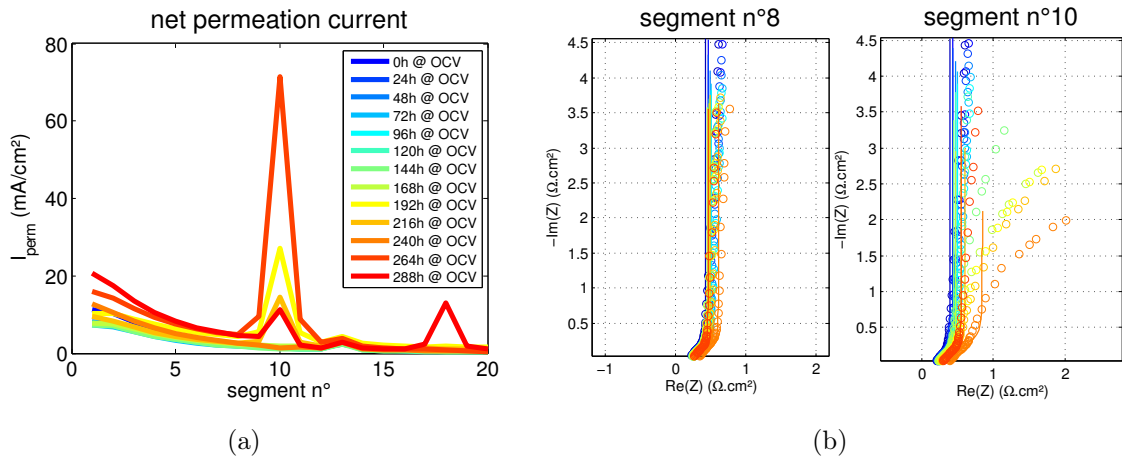 net permeation current
80
60
40
20
0
I_perm (mA/cm²)
0
5
10
15
20
segment n°
0h @ OCV
24h @ OCV
48h @ OCV
72h @ OCV
96h @ OCV
120h @ OCV
144h @ OCV
168h @ OCV
192h @ OCV
216h @ OCV
240h @ OCV
264h @ OCV
288h @ OCV
(a)
segment n°8
4.5
4
3.5
3
2.5
2
1.5
1
0.5
-Im(Z) (Ω.cm²)
-1
0
1
2
Re(Z) (Ω.cm²)
segment n°10
4.5
4
3.5
3
2.5
2
1.5
1
0.5
-Im(Z) (Ω.cm²)
0
1
2
Re(Z) (Ω.cm²)
(b)